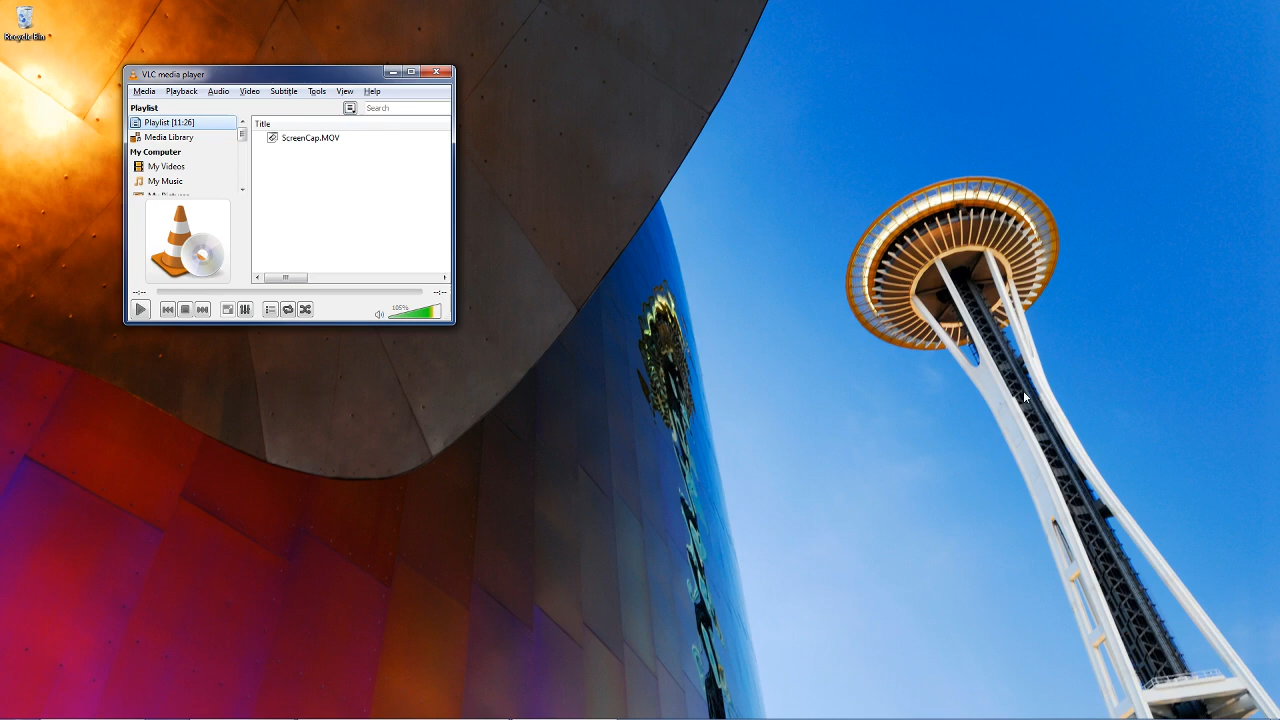 Recycle Bin
VLC media player
Media Playback Audio Video Subtitle Tools View Help
Playlist
Search
Playlist [11:26]
Title
Media Library
ScreenCap.MOV
My Computer
My Videos
My Music
--:--
--:--
105%